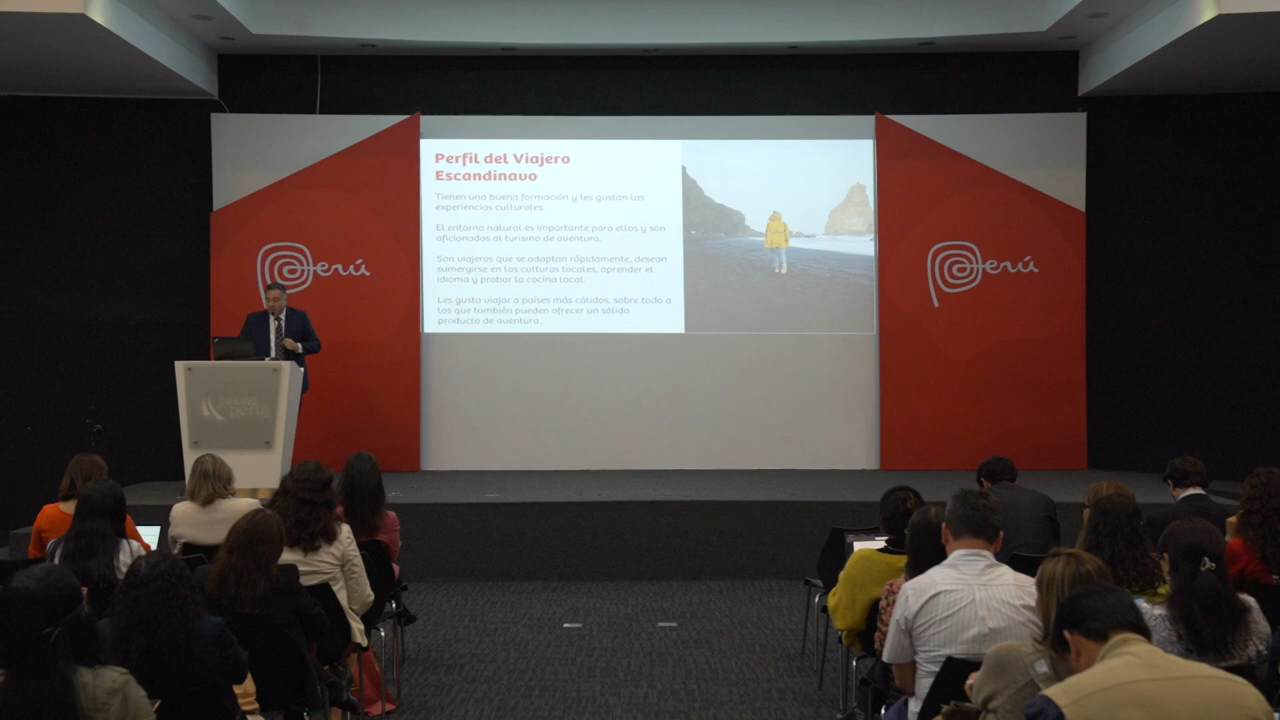 Perfil del Viajero
Escandinavo
Tienen una buena formación y les gustan las
experiencias culturales.
El entorno natural es importante para ellos y son
aficionados al turismo de aventura.
Son viajeros que se adaptan rápidamente, desean
sumergirse en las culturas locales, aprender el
idioma y probar la cocina local.
Les gusta viajar a países más cálidos, sobre todo a
los que también pueden ofrecer un sólido
producto de aventura.
Perú
Perú